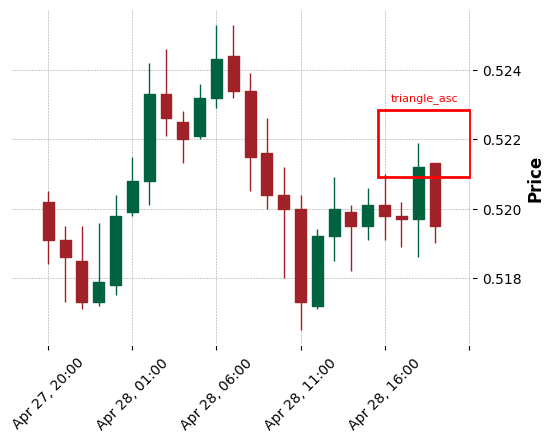 triangle_asc
0.524
0.522
0.520
0.518
Price
Apr 27, 20:00
Apr 28, 01:00
Apr 28, 06:00
Apr 28, 11:00
Apr 28, 16:00